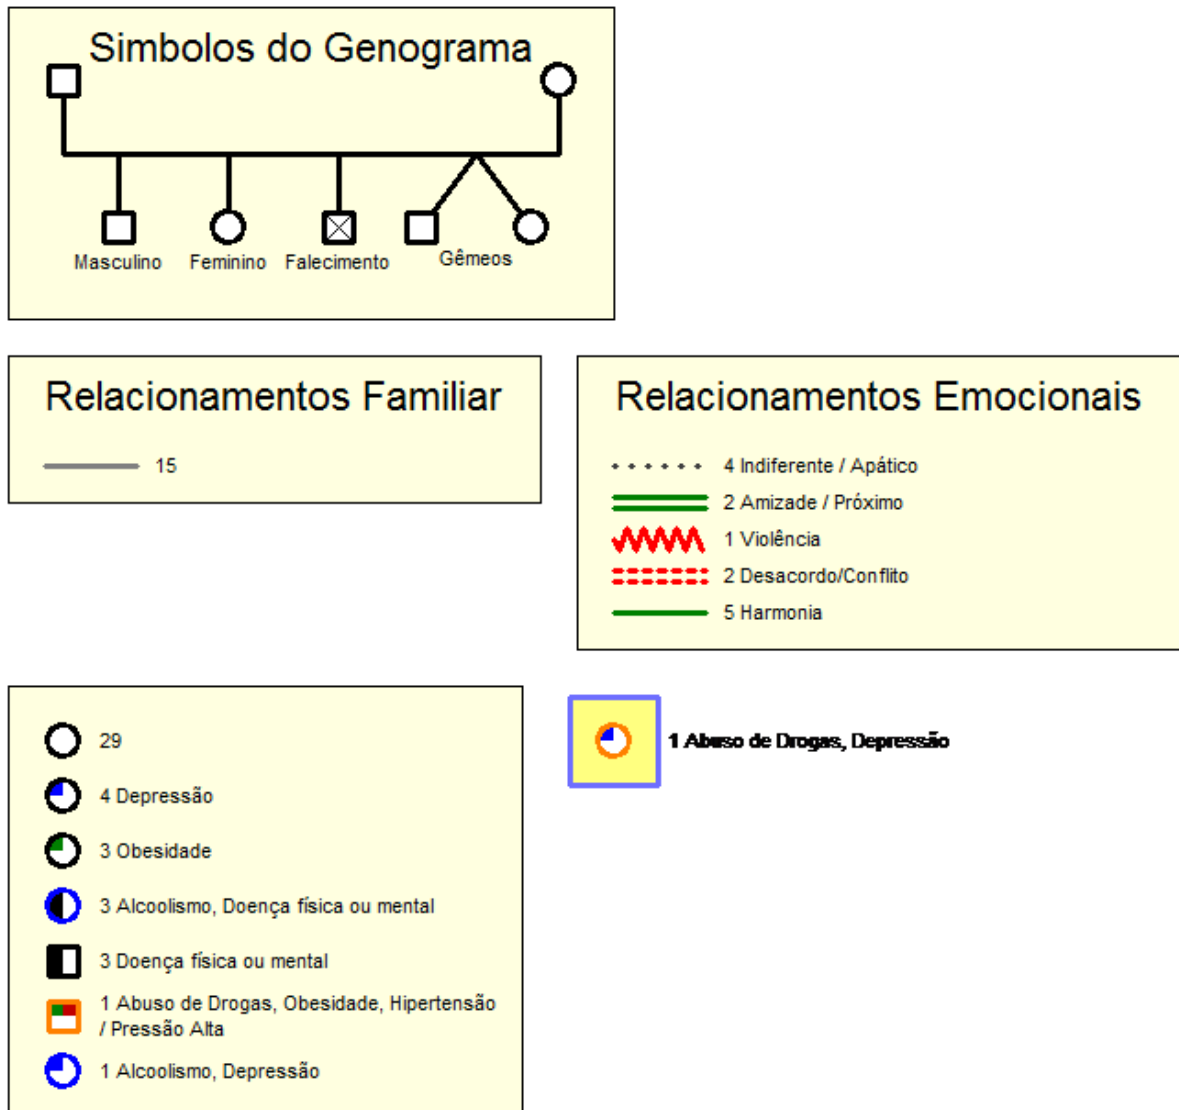 Simbolos do Genograma
Masculino
Feminino
Falecimento
Gêmeos
Relacionamentos Familiar
15
Relacionamentos Emocionais
4 Indiferente / Apático
2 Amizade / Próximo
1 Violência
2 Desacordo/Conflito
5 Harmonia
29
4 Depressão
3 Obesidade
3 Alcoolismo, Doença física ou mental
3 Doença física ou mental
1 Abuso de Drogas, Obesidade, Hipertensão
/ Pressão Alta
1 Alcoolismo, Depressão
1 Abuso de Drogas, Depressão